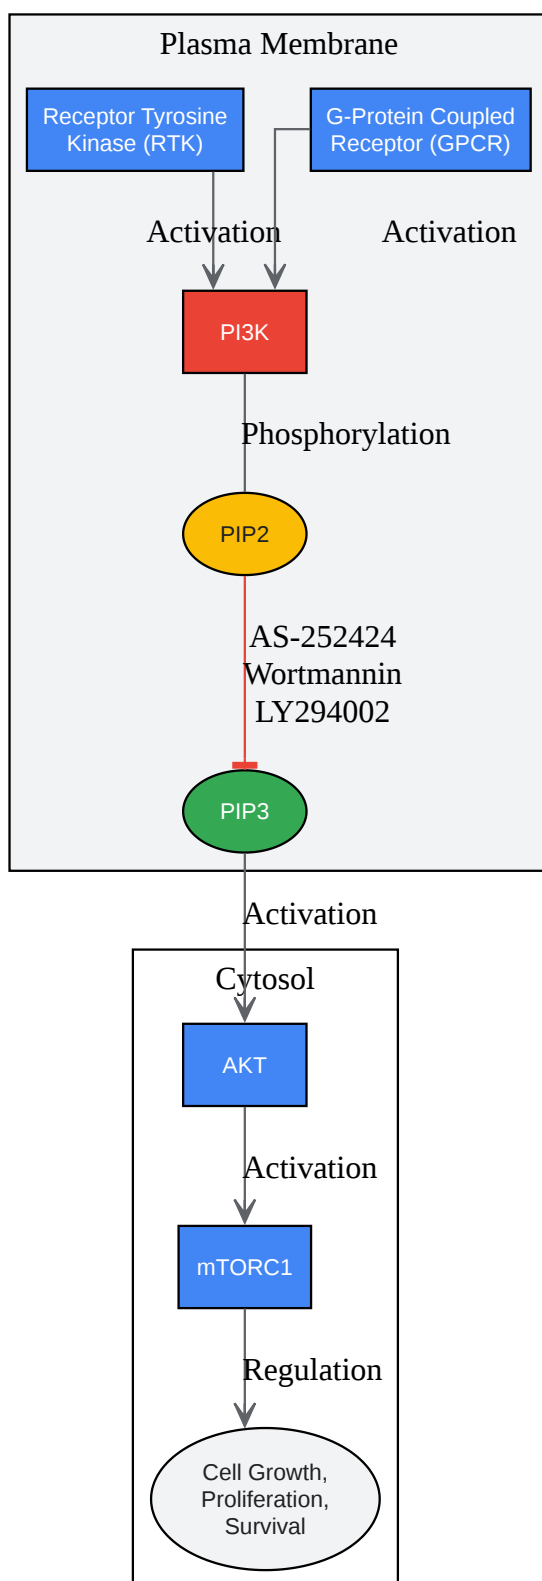 Plasma Membrane
Receptor Tyrosine
Kinase (RTK)
G-Protein Coupled
Receptor (GPCR)
Activation
Activation
PI3K
Phosphorylation
PIP2
AS-252424
Wortmannin
LY294002
PIP3
Activation
Cytosol
AKT
Activation
mTORC1
Regulation
Cell Growth,
Proliferation,
Survival